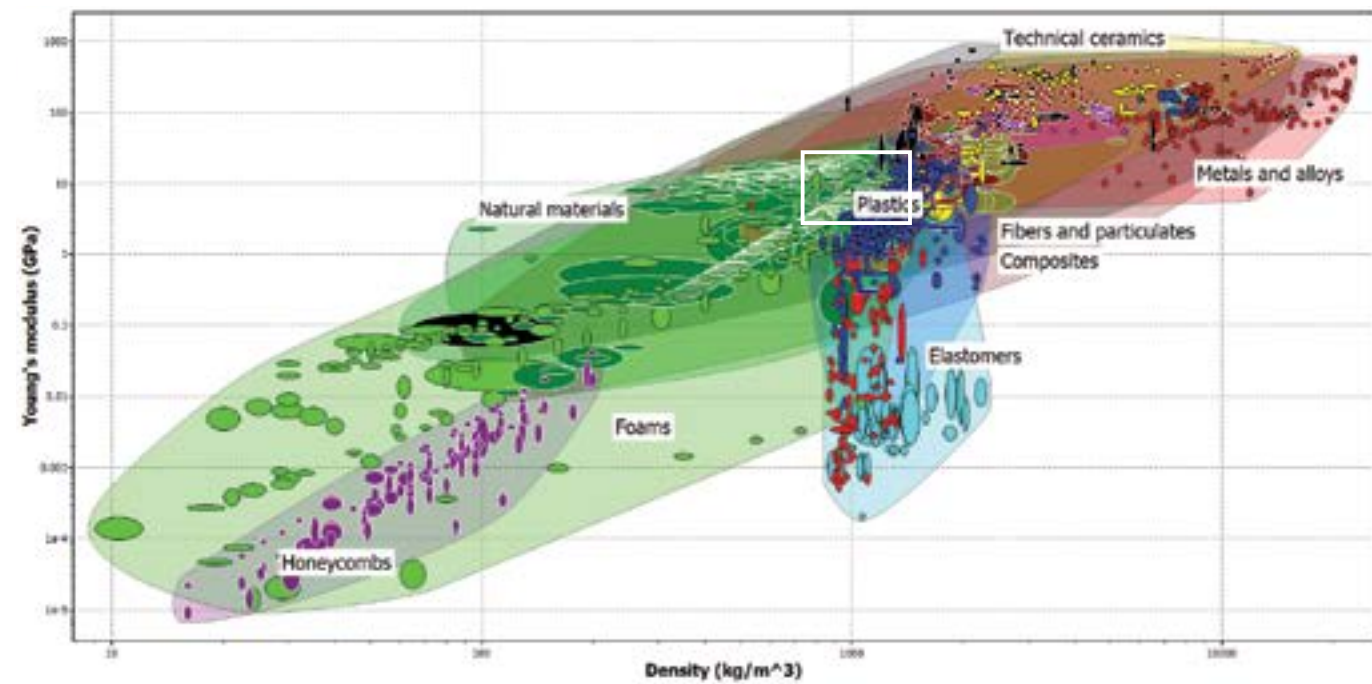 1000
Technical ceramics
100
Metals and alloys
10
Natural materials
Plastics
Fibers and particulates
1
Composites
Young's modulus (GPa)
0.1
Elastomers
0.01
Foams
0.001
1e-4
Honeycombs
1e-5
10
100
1000
10000
Density (kg/m^3)